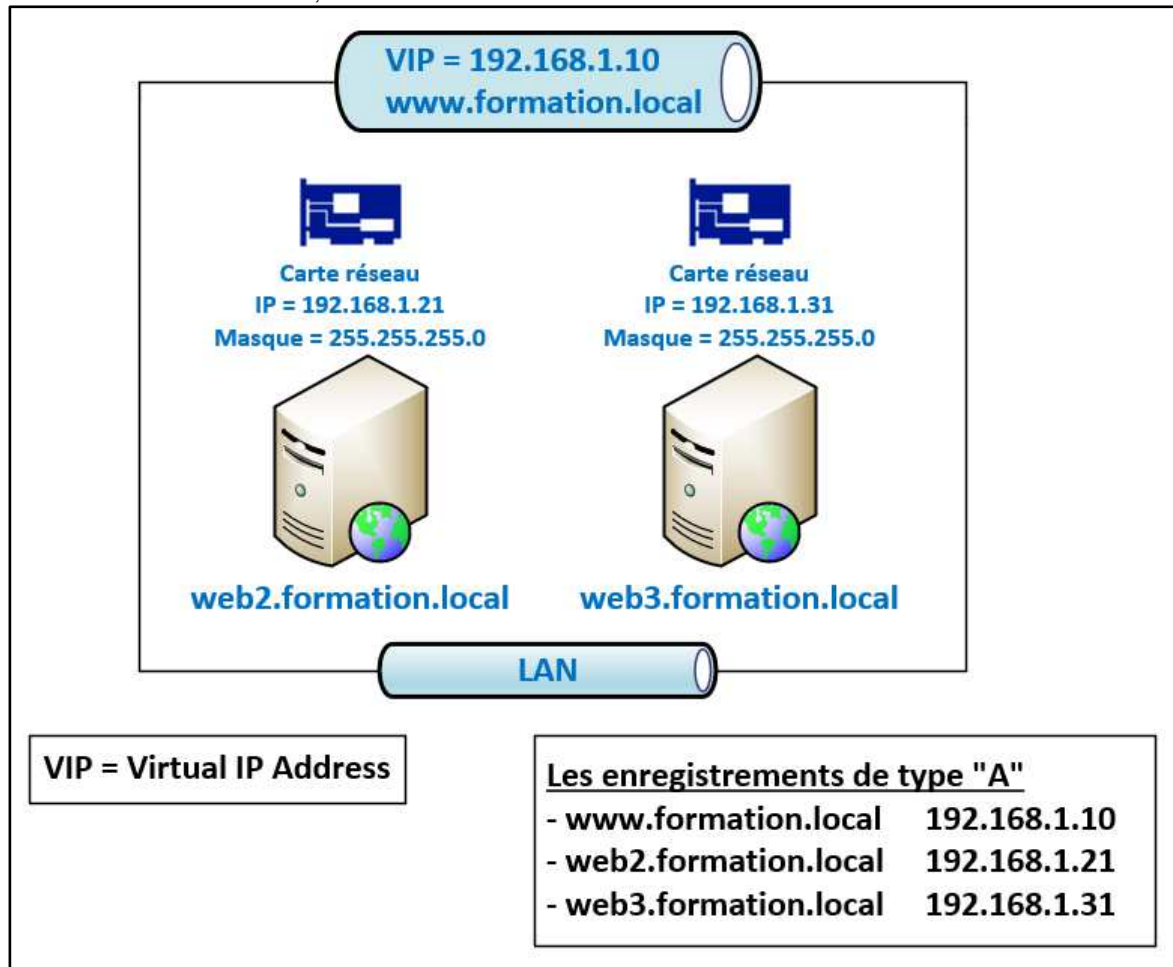 VIP = 192.168.1.10
www.formation.local
Carte réseau
IP = 192.168.1.21
Masque = 255.255.255.0
Carte réseau
IP = 192.168.1.31
Masque = 255.255.255.0
web2.formation.local
web3.formation.local
LAN
VIP = Virtual IP Address
Les enregistrements de type "A"
- www.formation.local 192.168.1.10
- web2.formation.local 192.168.1.21
- web3.formation.local 192.168.1.31